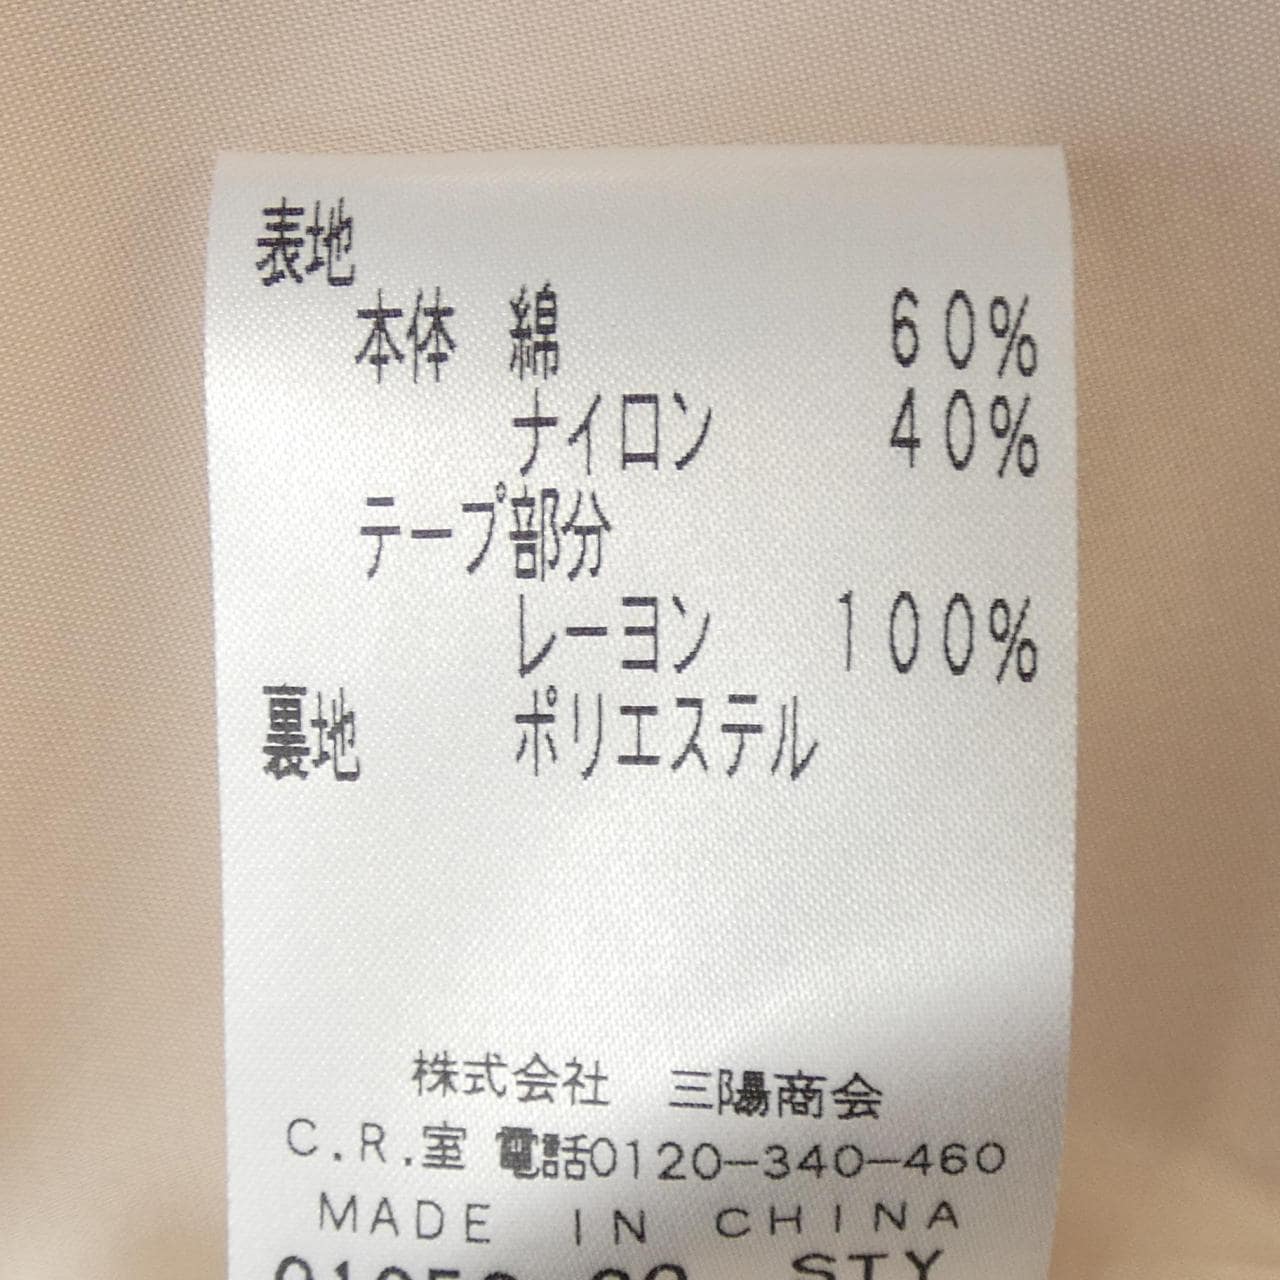 表地
本体 綿 60%
ナイロン 40%
テープ部分
レーヨン 100%
裏地 ポリエステル
株式会社 三陽商会
C.R.室 電話0120-340-460
MADE IN CHINA
STY